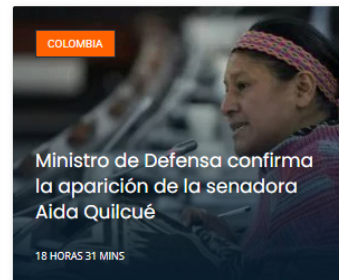 COLOMBIA
Ministro de Defensa confirma
la aparición de la senadora
Aida Quilcué
18 HORAS 31 MINS